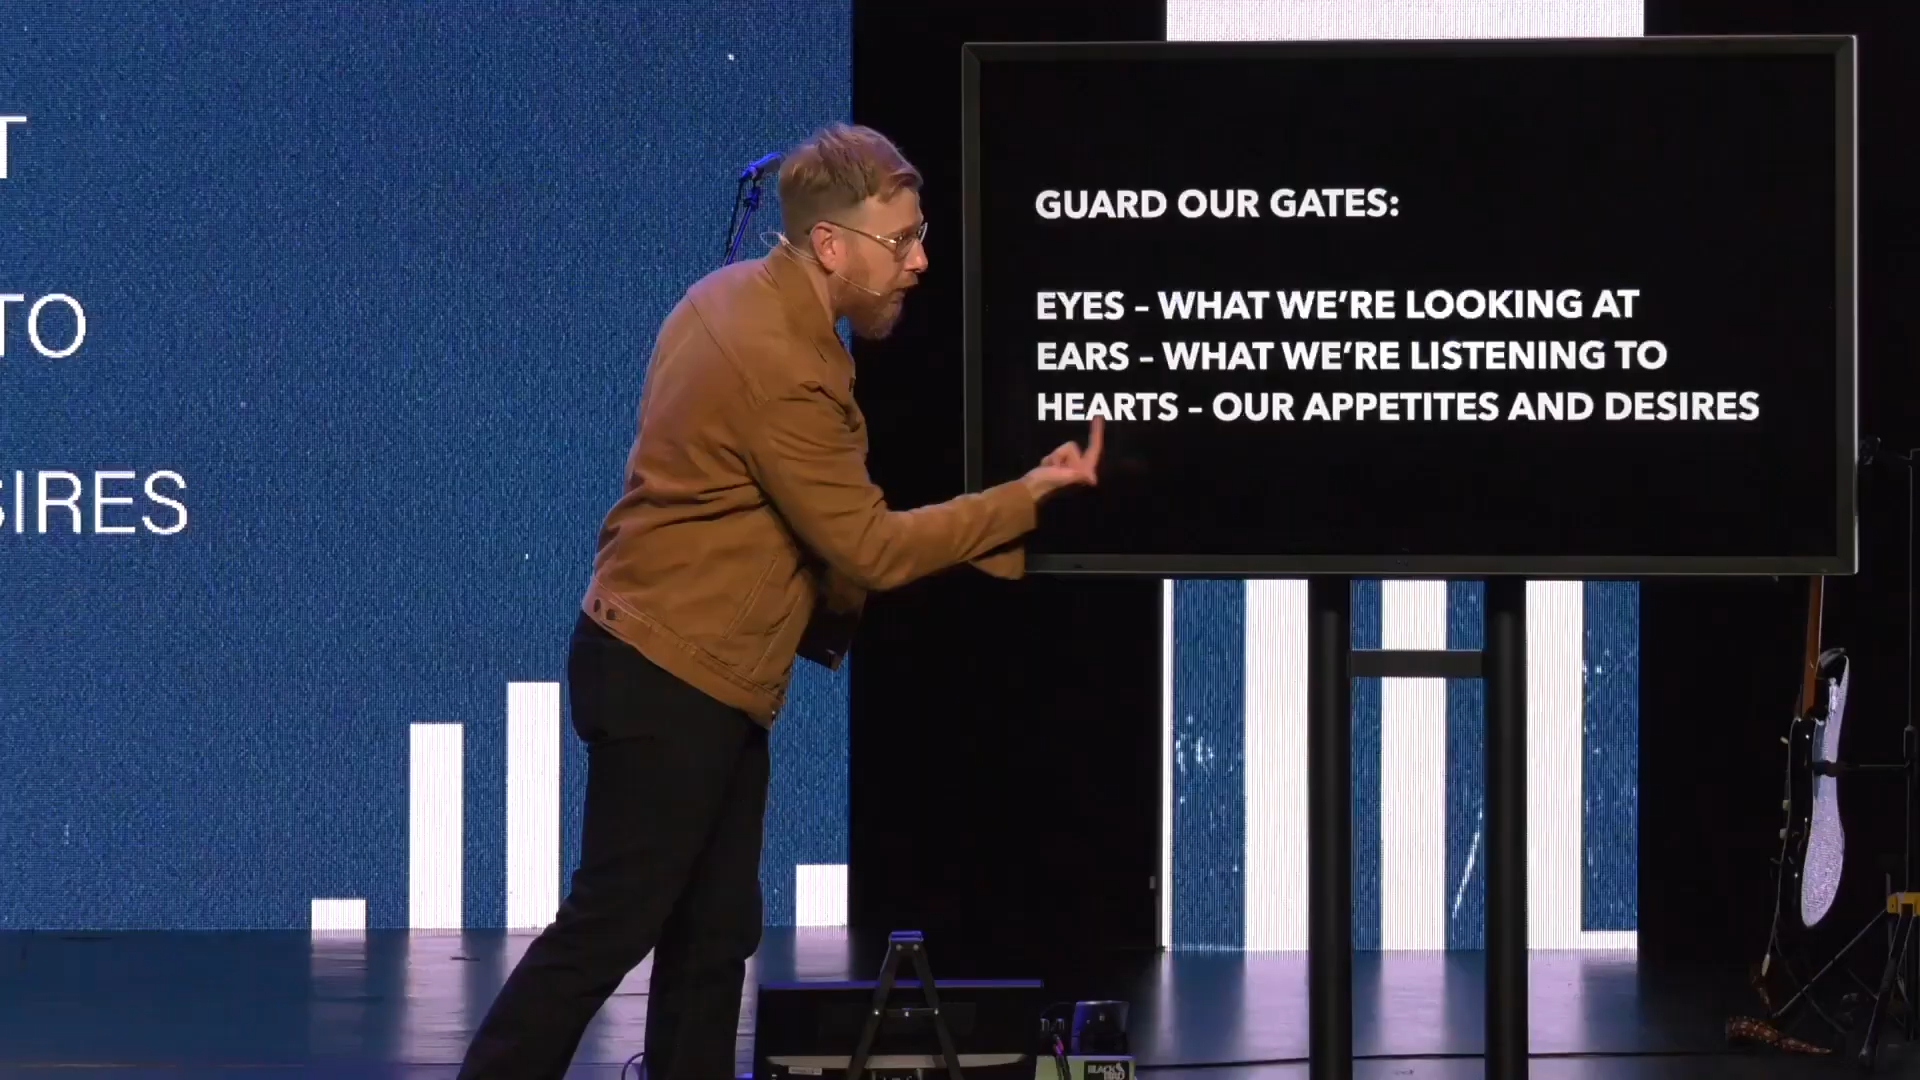 T
TO
SIRES
GUARD OUR GATES:
EYES – WHAT WE'RE LOOKING AT
EARS – WHAT WE'RE LISTENING TO
HEARTS – OUR APPETITES AND DESIRES
BLACK